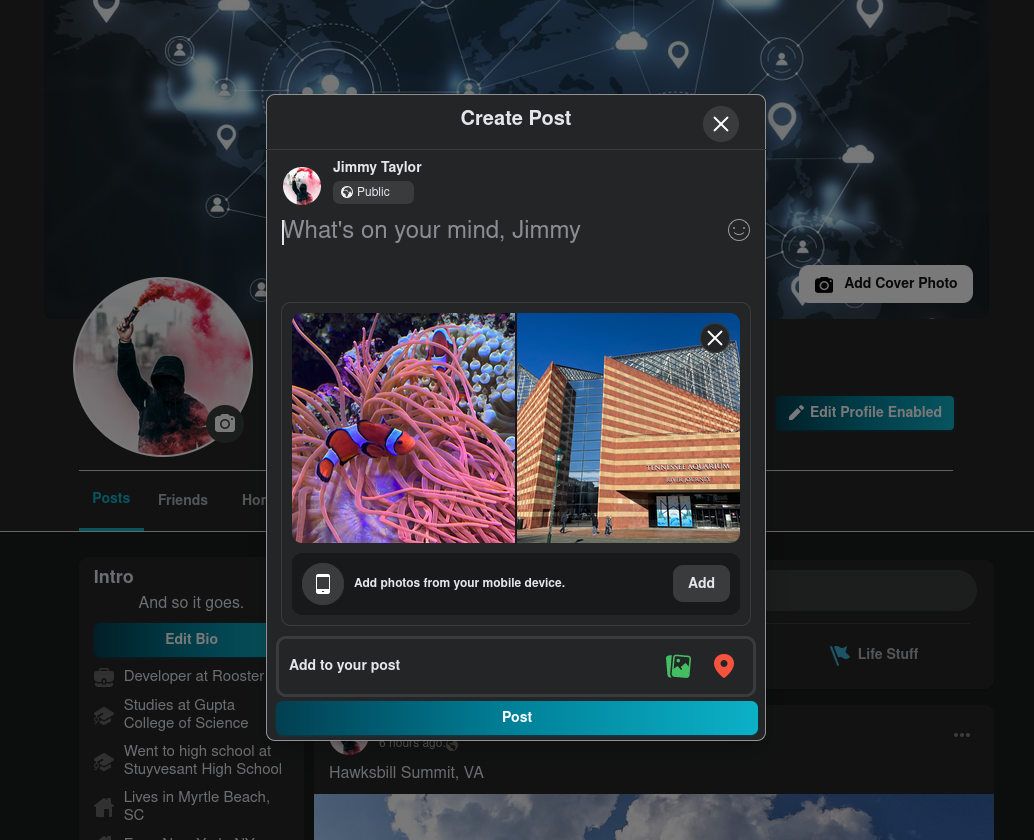 Create Post
Jimmy Taylor
Public
What's on your mind, Jimmy
Add Cover Photo
TENNESSEE AQUARIUM
RIVER JOURNEY
Edit Profile Enabled
Posts
Friends
Hor
Intro
And so it goes.
Edit Bio
Developer at Rooster
Studies at Gupta
College of Science
Went to high school at
Stuyvesant High School
Lives in Myrtle Beach,
SC
Add photos from your mobile device.
Add
Add to your post
Post
Life Stuff
6 hours ago
Hawksbill Summit, VA